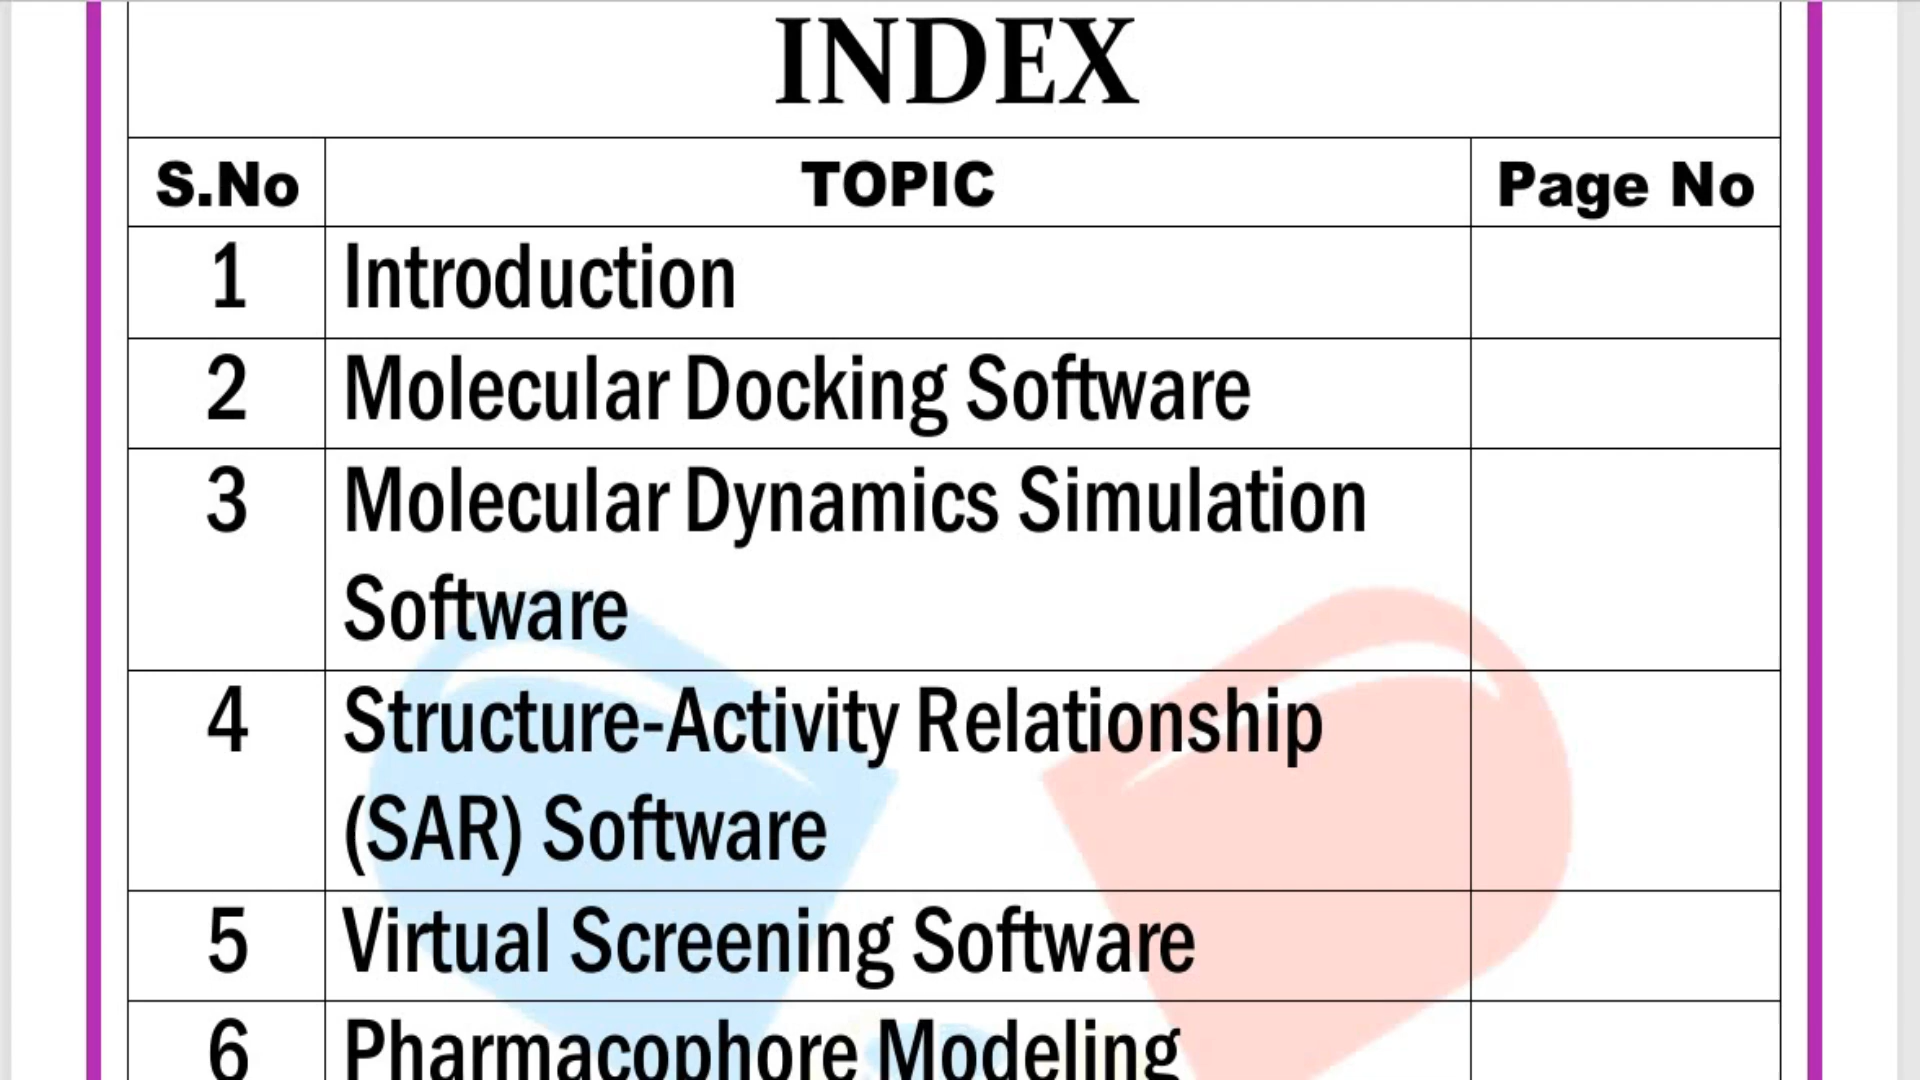 INDEX
S.No TOPIC Page No
1 Introduction
2 Molecular Docking Software
3 Molecular Dynamics Simulation
Software
4 Structure-Activity Relationship
(SAR) Software
5 Virtual Screening Software
6 Pharmacophore Modeling